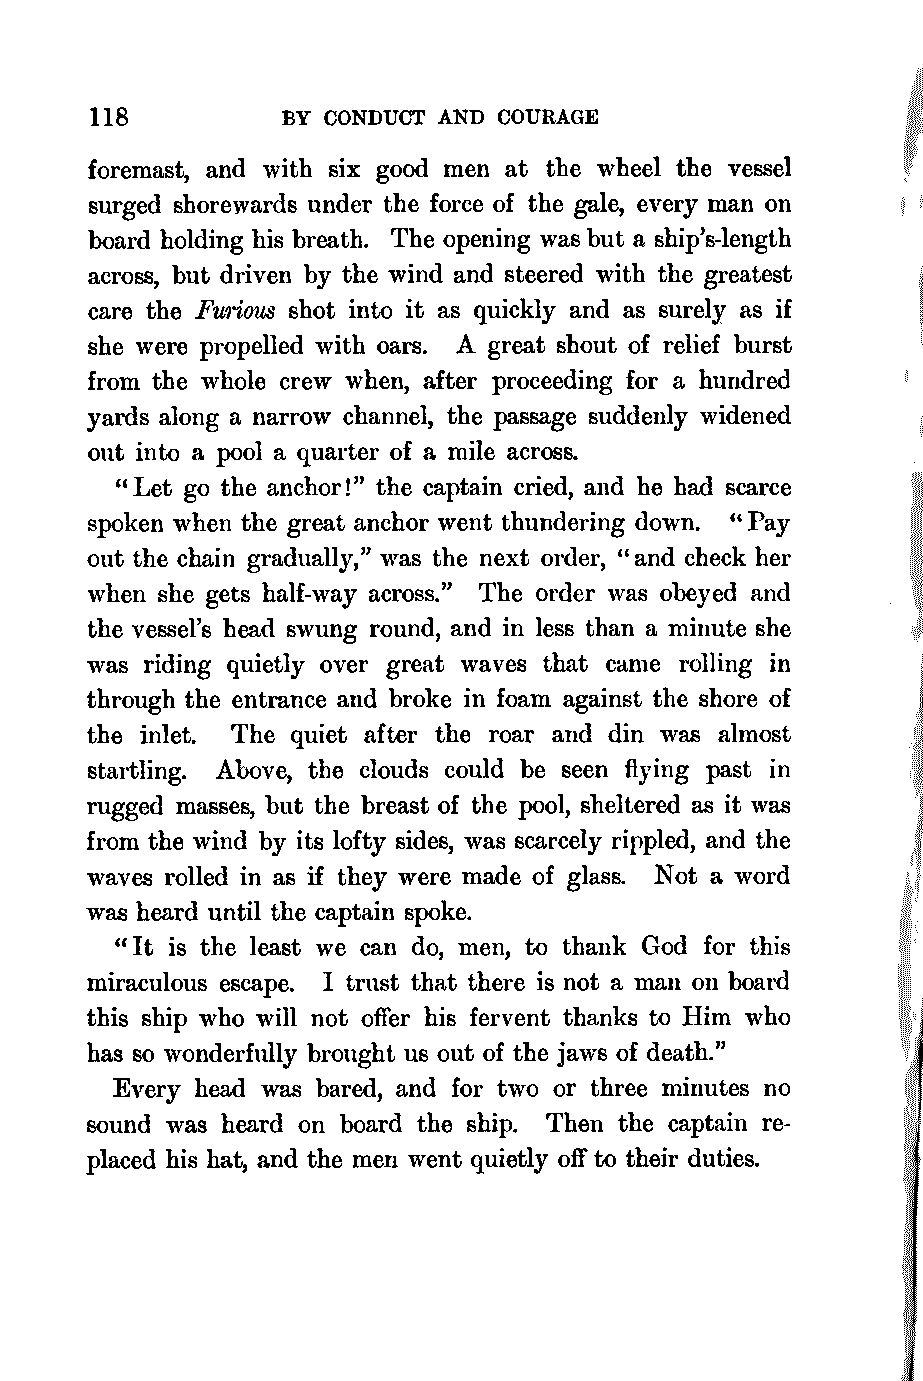 118 BY CONDUCT AND COURAGE
foremast, and with six good men at the wheel the vessel
surged shorewards under the force of the gale, every man on
board holding his breath. The opening was but a ship's-length
across, but driven by the wind and steered with the greatest
care the Furious shot into it as quickly and as surely as if
she were propelled with oars. A great shout of relief burst
from the whole crew when, after proceeding for a hundred
yards along a narrow channel, the passage suddenly widened
out into a pool a quarter of a mile across.
"Let go the anchor!" the captain cried, and he had scarce
spoken when the great anchor went thundering down. "Pay
out the chain gradually," was the next order, "and check her
when she gets half-way across." The order was obeyed and
the vessel's head swung round, and in less than a minute she
was riding quietly over great waves that came rolling in
through the entrance and broke in foam against the shore of
the inlet. The quiet after the roar and din was almost
startling. Above, the clouds could be seen flying past in
rugged masses, but the breast of the pool, sheltered as it was
from the wind by its lofty sides, was scarcely rippled, and the
waves rolled in as if they were made of glass. Not a word
was heard until the captain spoke.
"It is the least we can do, men, to thank God for this
miraculous escape. I trust that there is not a man on board
this ship who will not offer his fervent thanks to Him who
has so wonderfully brought us out of the jaws of death."
Every head was bared, and for two or three minutes no
sound was heard on board the ship. Then the captain re-
placed his hat, and the men went quietly off to their duties.